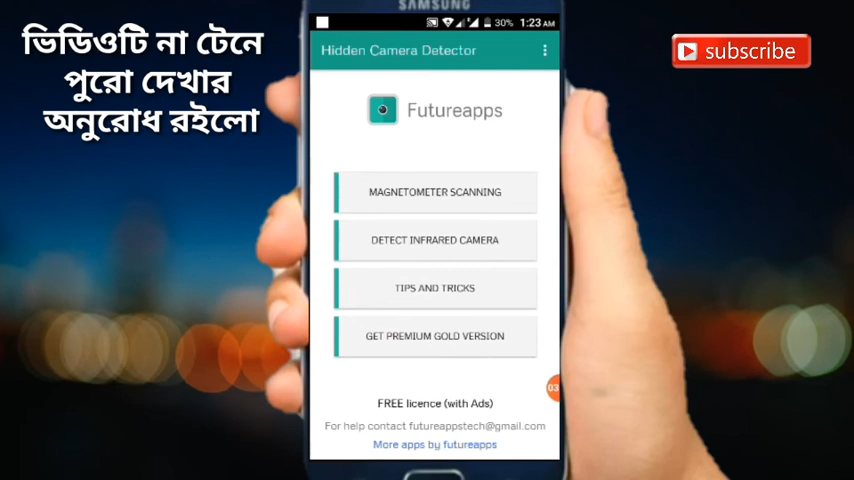 ভিডিওটি না টেনে
পুরো দেখার
অনুরোধ রইলো
subscribe
SAMSUNG
30% 1:23 AM
Hidden Camera Detector
Futureapps
MAGNETOMETER SCANNING
DETECT INFRARED CAMERA
TIPS AND TRICKS
GET PREMIUM GOLD VERSION
03
FREE licence (with Ads)
For help contact futureappstech@gmail.com
More apps by futureapps